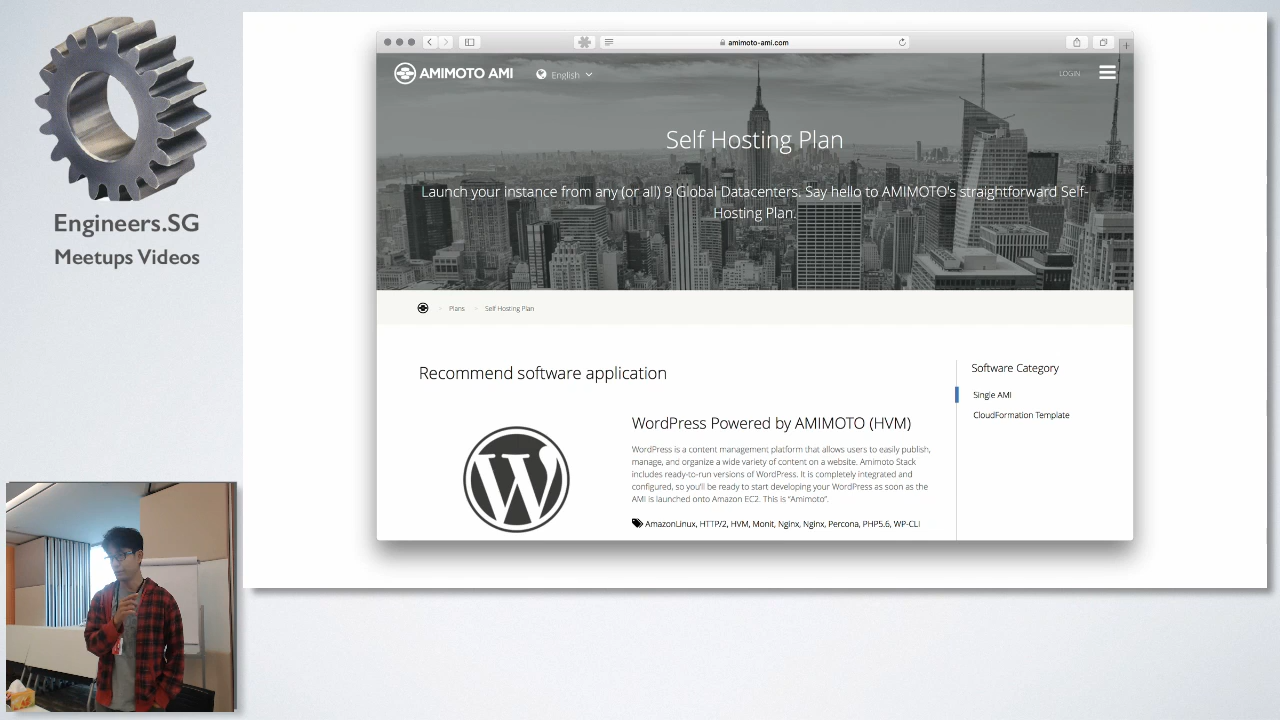 Engineers.SG
Meetups Videos
amimoto-ami.com
AMIMOTO AMI
English
LOGIN
Self Hosting Plan
Launch your instance from any (or all) 9 Global Datacenters. Say hello to AMIMOTO's straightforward Self-
Hosting Plan.
Plans
Self Hosting Plan
Recommend software application
WordPress Powered by AMIMOTO (HVM)
WordPress is a content management platform that allows users to easily publish,
manage, and organize a wide variety of content on a website. Amimoto Stack
includes ready-to-run versions of WordPress. It is completely integrated and
configured, so you'll be ready to start developing your WordPress as soon as the
AMI is launched onto Amazon EC2. This is "Amimoto".
AmazonLinux, HTTP/2, HVM, Monit, Nginx, Nginx, Percona, PHP5.6, WP-CLI
Software Category
Single AMI
CloudFormation Template